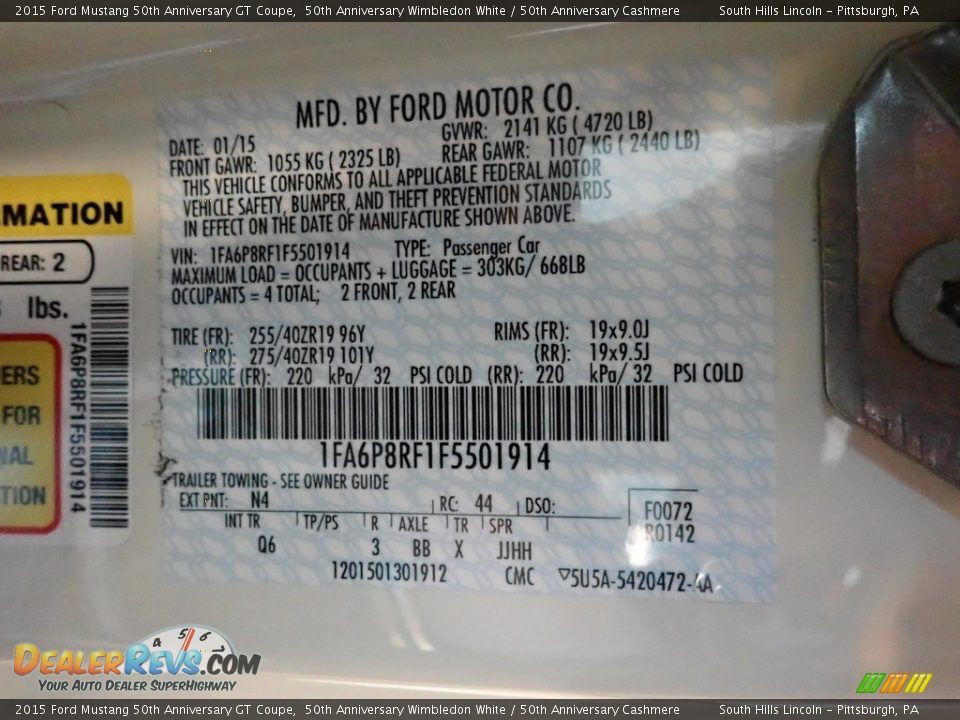 2015 Ford Mustang 50th Anniversary GT Coupe, 50th Anniversary Wimbledon White / 50th Anniversary Cashmere South Hills Lincoln - Pittsburgh, PA
MFD. BY FORD MOTOR CO.
DATE: 01/15 GVWR: 2141 KG ( 4720 LB)
FRONT GAWR: 1055 KG ( 2325 LB) REAR GAWR: 1107 KG ( 2440 LB)
THIS VEHICLE CONFORMS TO ALL APPLICABLE FEDERAL MOTOR
VEHICLE SAFETY, BUMPER, AND THEFT PREVENTION STANDARDS
IN EFFECT ON THE DATE OF MANUFACTURE SHOWN ABOVE.
VIN: 1FA6P8RF1F5501914 TYPE: Passenger Car
MAXIMUM LOAD = OCCUPANTS + LUGGAGE = 303KG/ 668LB
OCCUPANTS = 4 TOTAL; 2 FRONT, 2 REAR
TIRE (FR): 255/40ZR19 96Y RIMS (FR): 19x9.0J
(RR): 275/40ZR19 101Y (RR): 19x9.5J
PRESSURE (FR): 220 kPa/ 32 PSI COLD (RR): 220 kPa/ 32 PSI COLD
1FA6P8RF1F5501914
TRAILER TOWING - SEE OWNER GUIDE
EXT PNT: N4 RC: 44 DSO: F0072
R0142
INT TR TP/PS R AXLE TR SPR
Q6 3 BB X JJHH
1201501301912 CMC ▽5U5A-5420472-AA
MATION
REAR: 2
lbs.
1FA6P8RF1F5501914
ERS
FOR
NAL
TION
4 5 6
DEALERREVS.COM
YOUR AUTO DEALER SUPERHIGHWAY
2015 Ford Mustang 50th Anniversary GT Coupe, 50th Anniversary Wimbledon White / 50th Anniversary Cashmere South Hills Lincoln - Pittsburgh, PA